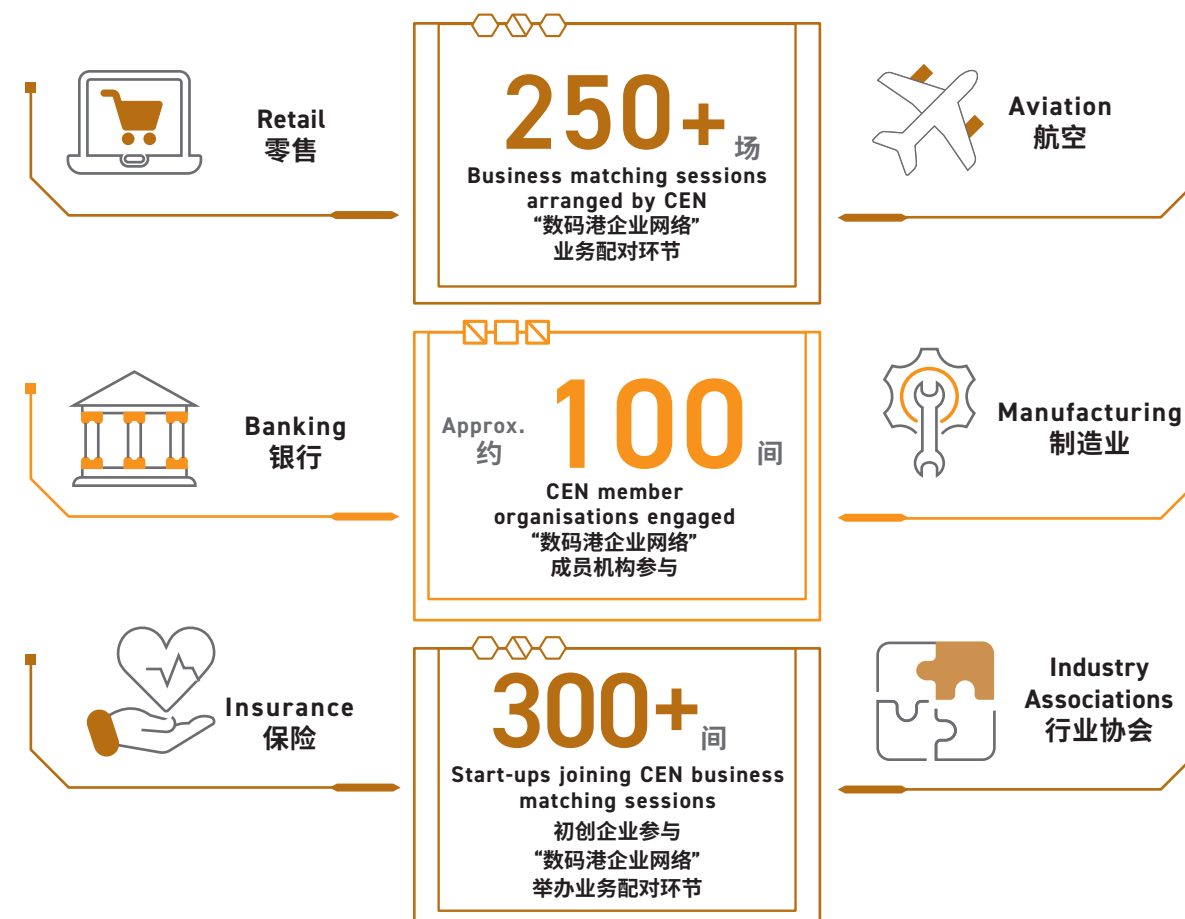 Retail
零售
250+场
Business matching sessions
arranged by CEN
“数码港企业网络”
业务配对环节
Aviation
航空
Banking
银行
Approx.
约
100间
CEN member
organisations engaged
“数码港企业网络”
成员机构参与
Manufacturing
制造业
Insurance
保险
300+间
Start-ups joining CEN business
matching sessions
初创企业参与
“数码港企业网络”
举办业务配对环节
Industry
Associations
行业协会